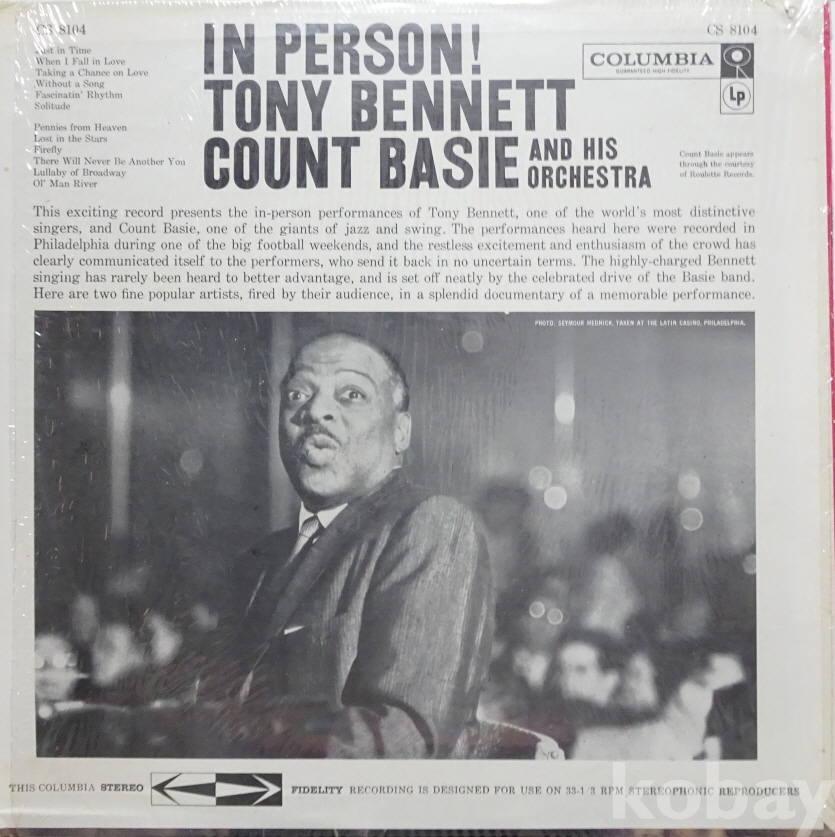 CS 8104
Just in Time
When I Fall in Love
Taking a Chance on Love
Without a Song
Fascinatin' Rhythm
Solitude
Pennies from Heaven
Lost in the Stars
Firefly
There Will Never Be Another You
Lullaby of Broadway
Ol' Man River
IN PERSON!
TONY BENNETT
COUNT BASIE AND HIS ORCHESTRA
CS 8104
COLUMBIA
GUARANTEED HIGH FIDELITY
Lp
Count Basie appears
through the courtesy
of Roulette Records.
This exciting record presents the in-person performances of Tony Bennett, one of the world's most distinctive
singers, and Count Basie, one of the giants of jazz and swing. The performances heard here were recorded in
Philadelphia during one of the big football weekends, and the restless excitement and enthusiasm of the crowd has
clearly communicated itself to the performers, who send it back in no uncertain terms. The highly-charged Bennett
singing has rarely been heard to better advantage, and is set off neatly by the celebrated drive of the Basie band.
Here are two fine popular artists, fired by their audience, in a splendid documentary of a memorable performance.
PHOTO. SEYMOUR MEDNICK, TAKEN AT THE LATIN CASINO, PHILADELPHIA.
THIS COLUMBIA STEREO FIDELITY RECORDING IS DESIGNED FOR USE ON 33-1/3 RPM STEREOPHONIC REPRODUCERS
kobay